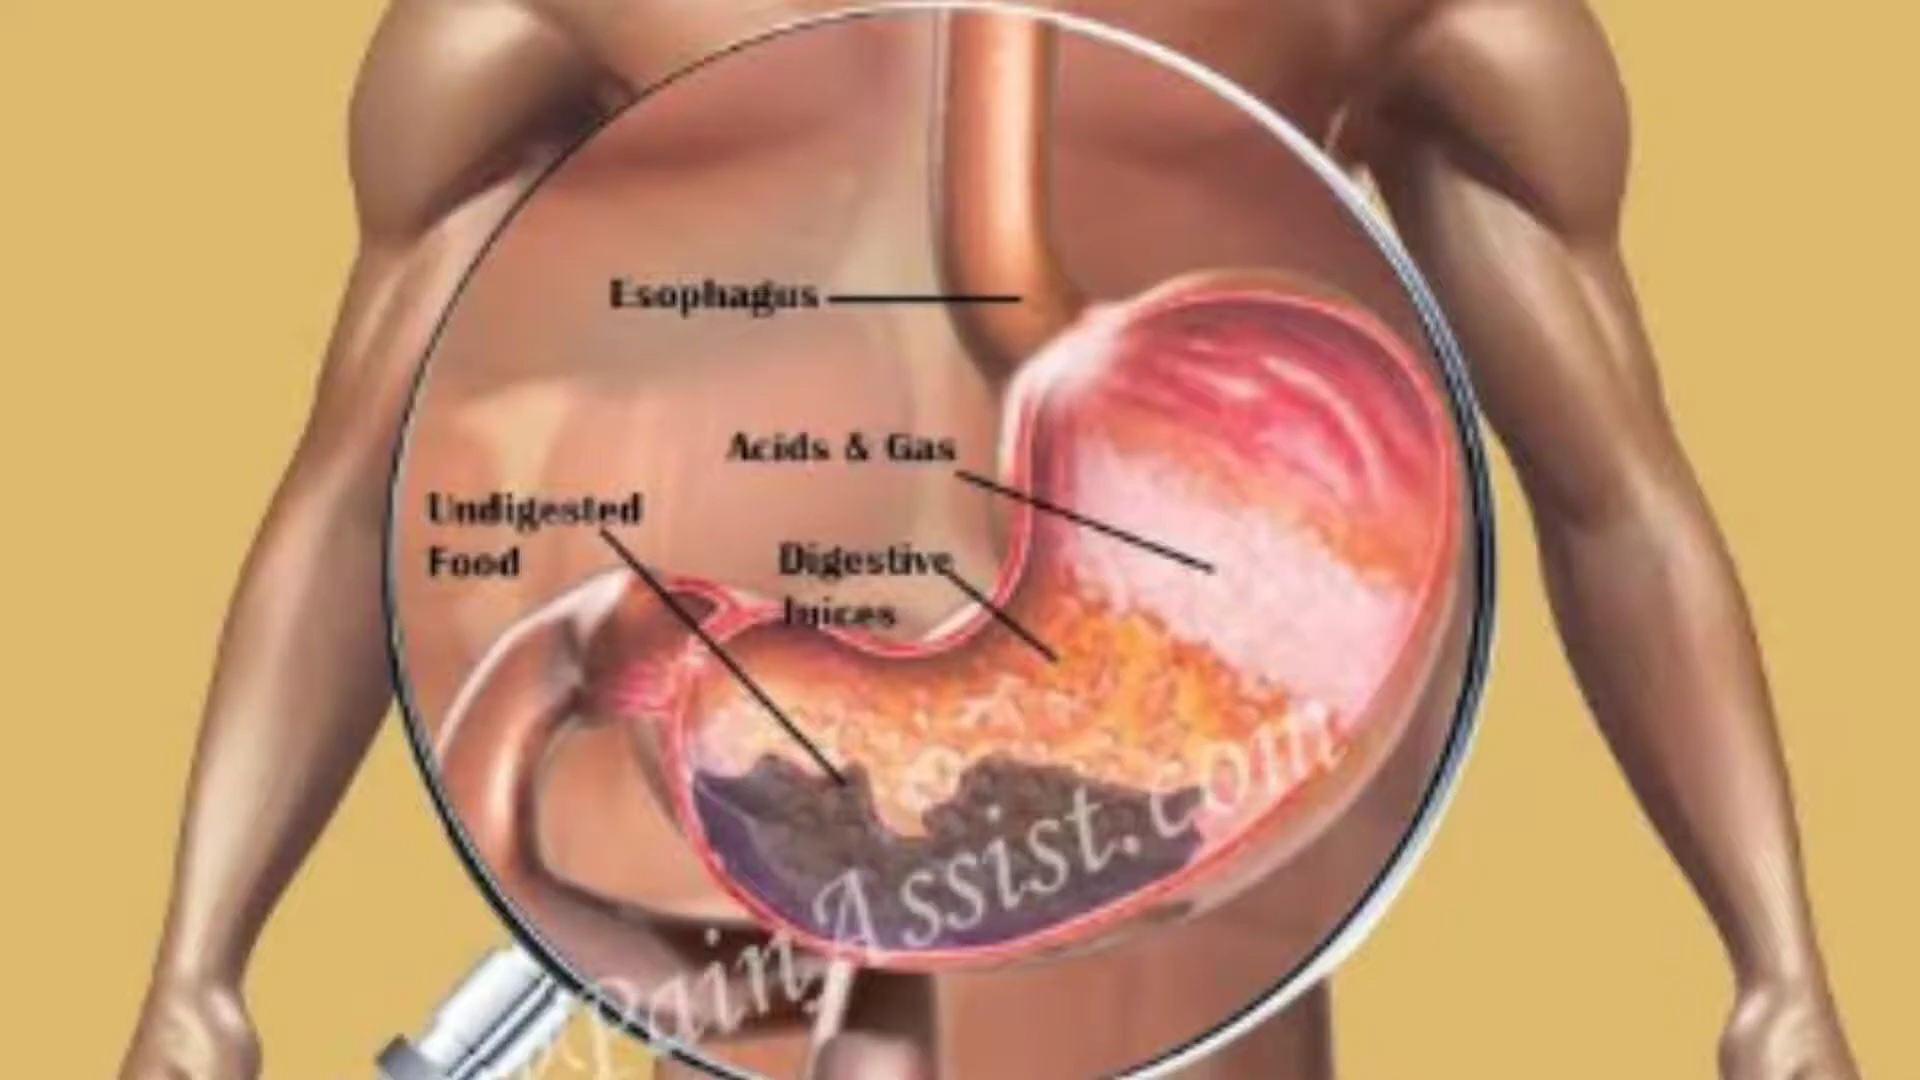 Esophagus
Acids & Gas
Undigested
Food
Digestive
Juices
ePainAssist.com